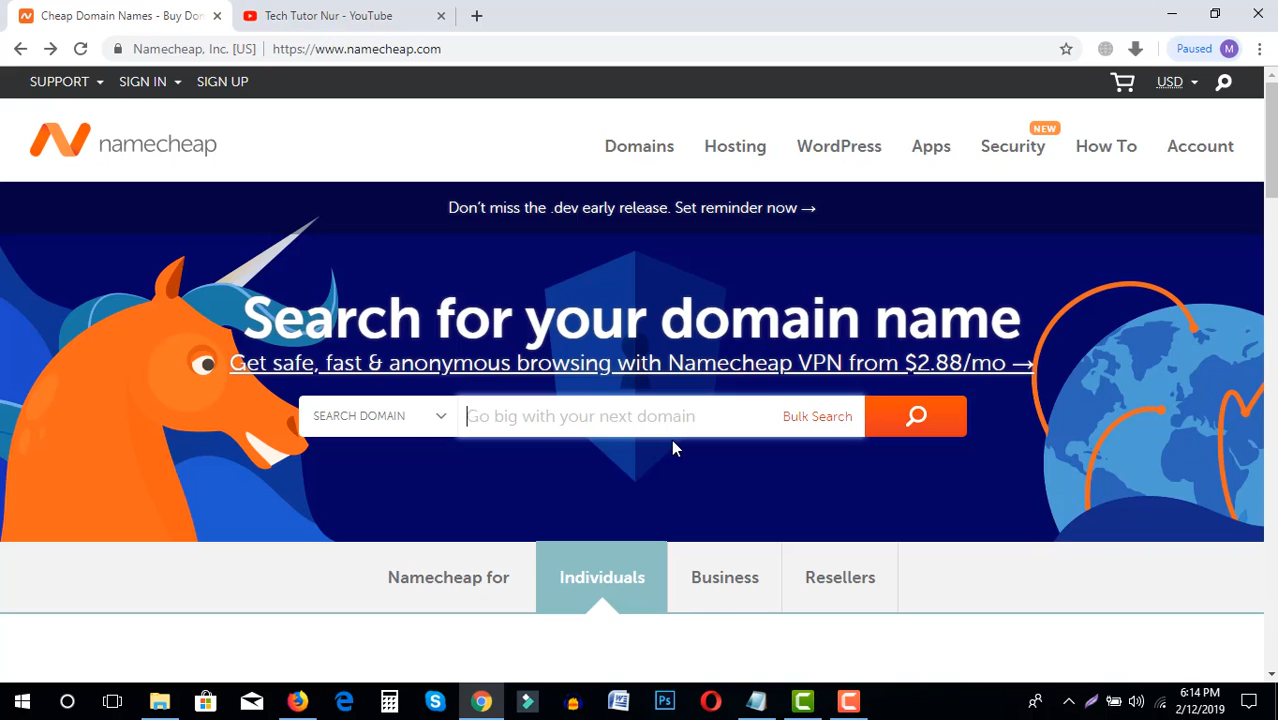 Cheap Domain Names - Buy Dom
Tech Tutor Nur - YouTube
Namecheap, Inc. [US]
https://www.namecheap.com
Paused
M
SUPPORT
SIGN IN
SIGN UP
USD
namecheap
Domains
Hosting
WordPress
Apps
Security
NEW
How To
Account
Don't miss the .dev early release. Set reminder now →
Search for your domain name
Get safe, fast & anonymous browsing with Namecheap VPN from $2.88/mo →
SEARCH DOMAIN
Go big with your next domain
Bulk Search
Namecheap for
Individuals
Business
Resellers
Ps
6:14 PM
2/12/2019